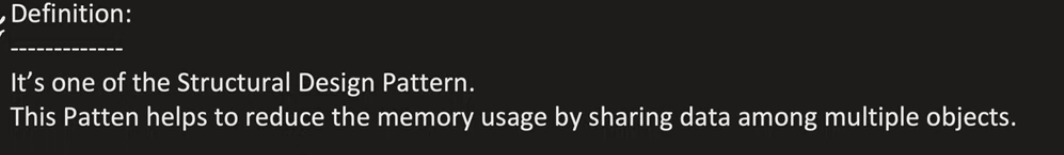 Definition:
-------------
It's one of the Structural Design Pattern.
This Patten helps to reduce the memory usage by sharing data among multiple objects.